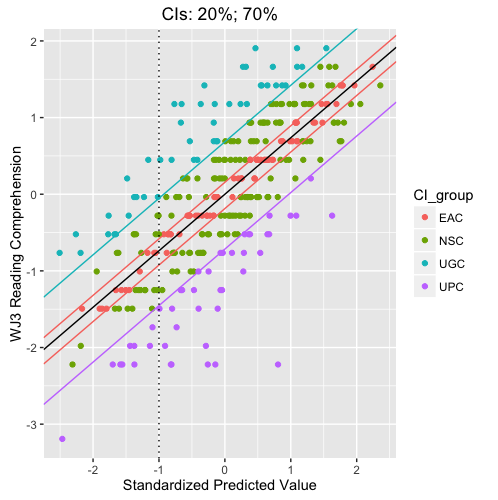 CIs: 20%; 70%
WJ3 Reading Comprehension
2
1
0
-1
-2
-3
-2
-1
0
1
2
Standardized Predicted Value
CI_group
EAC
NSC
UGC
UPC